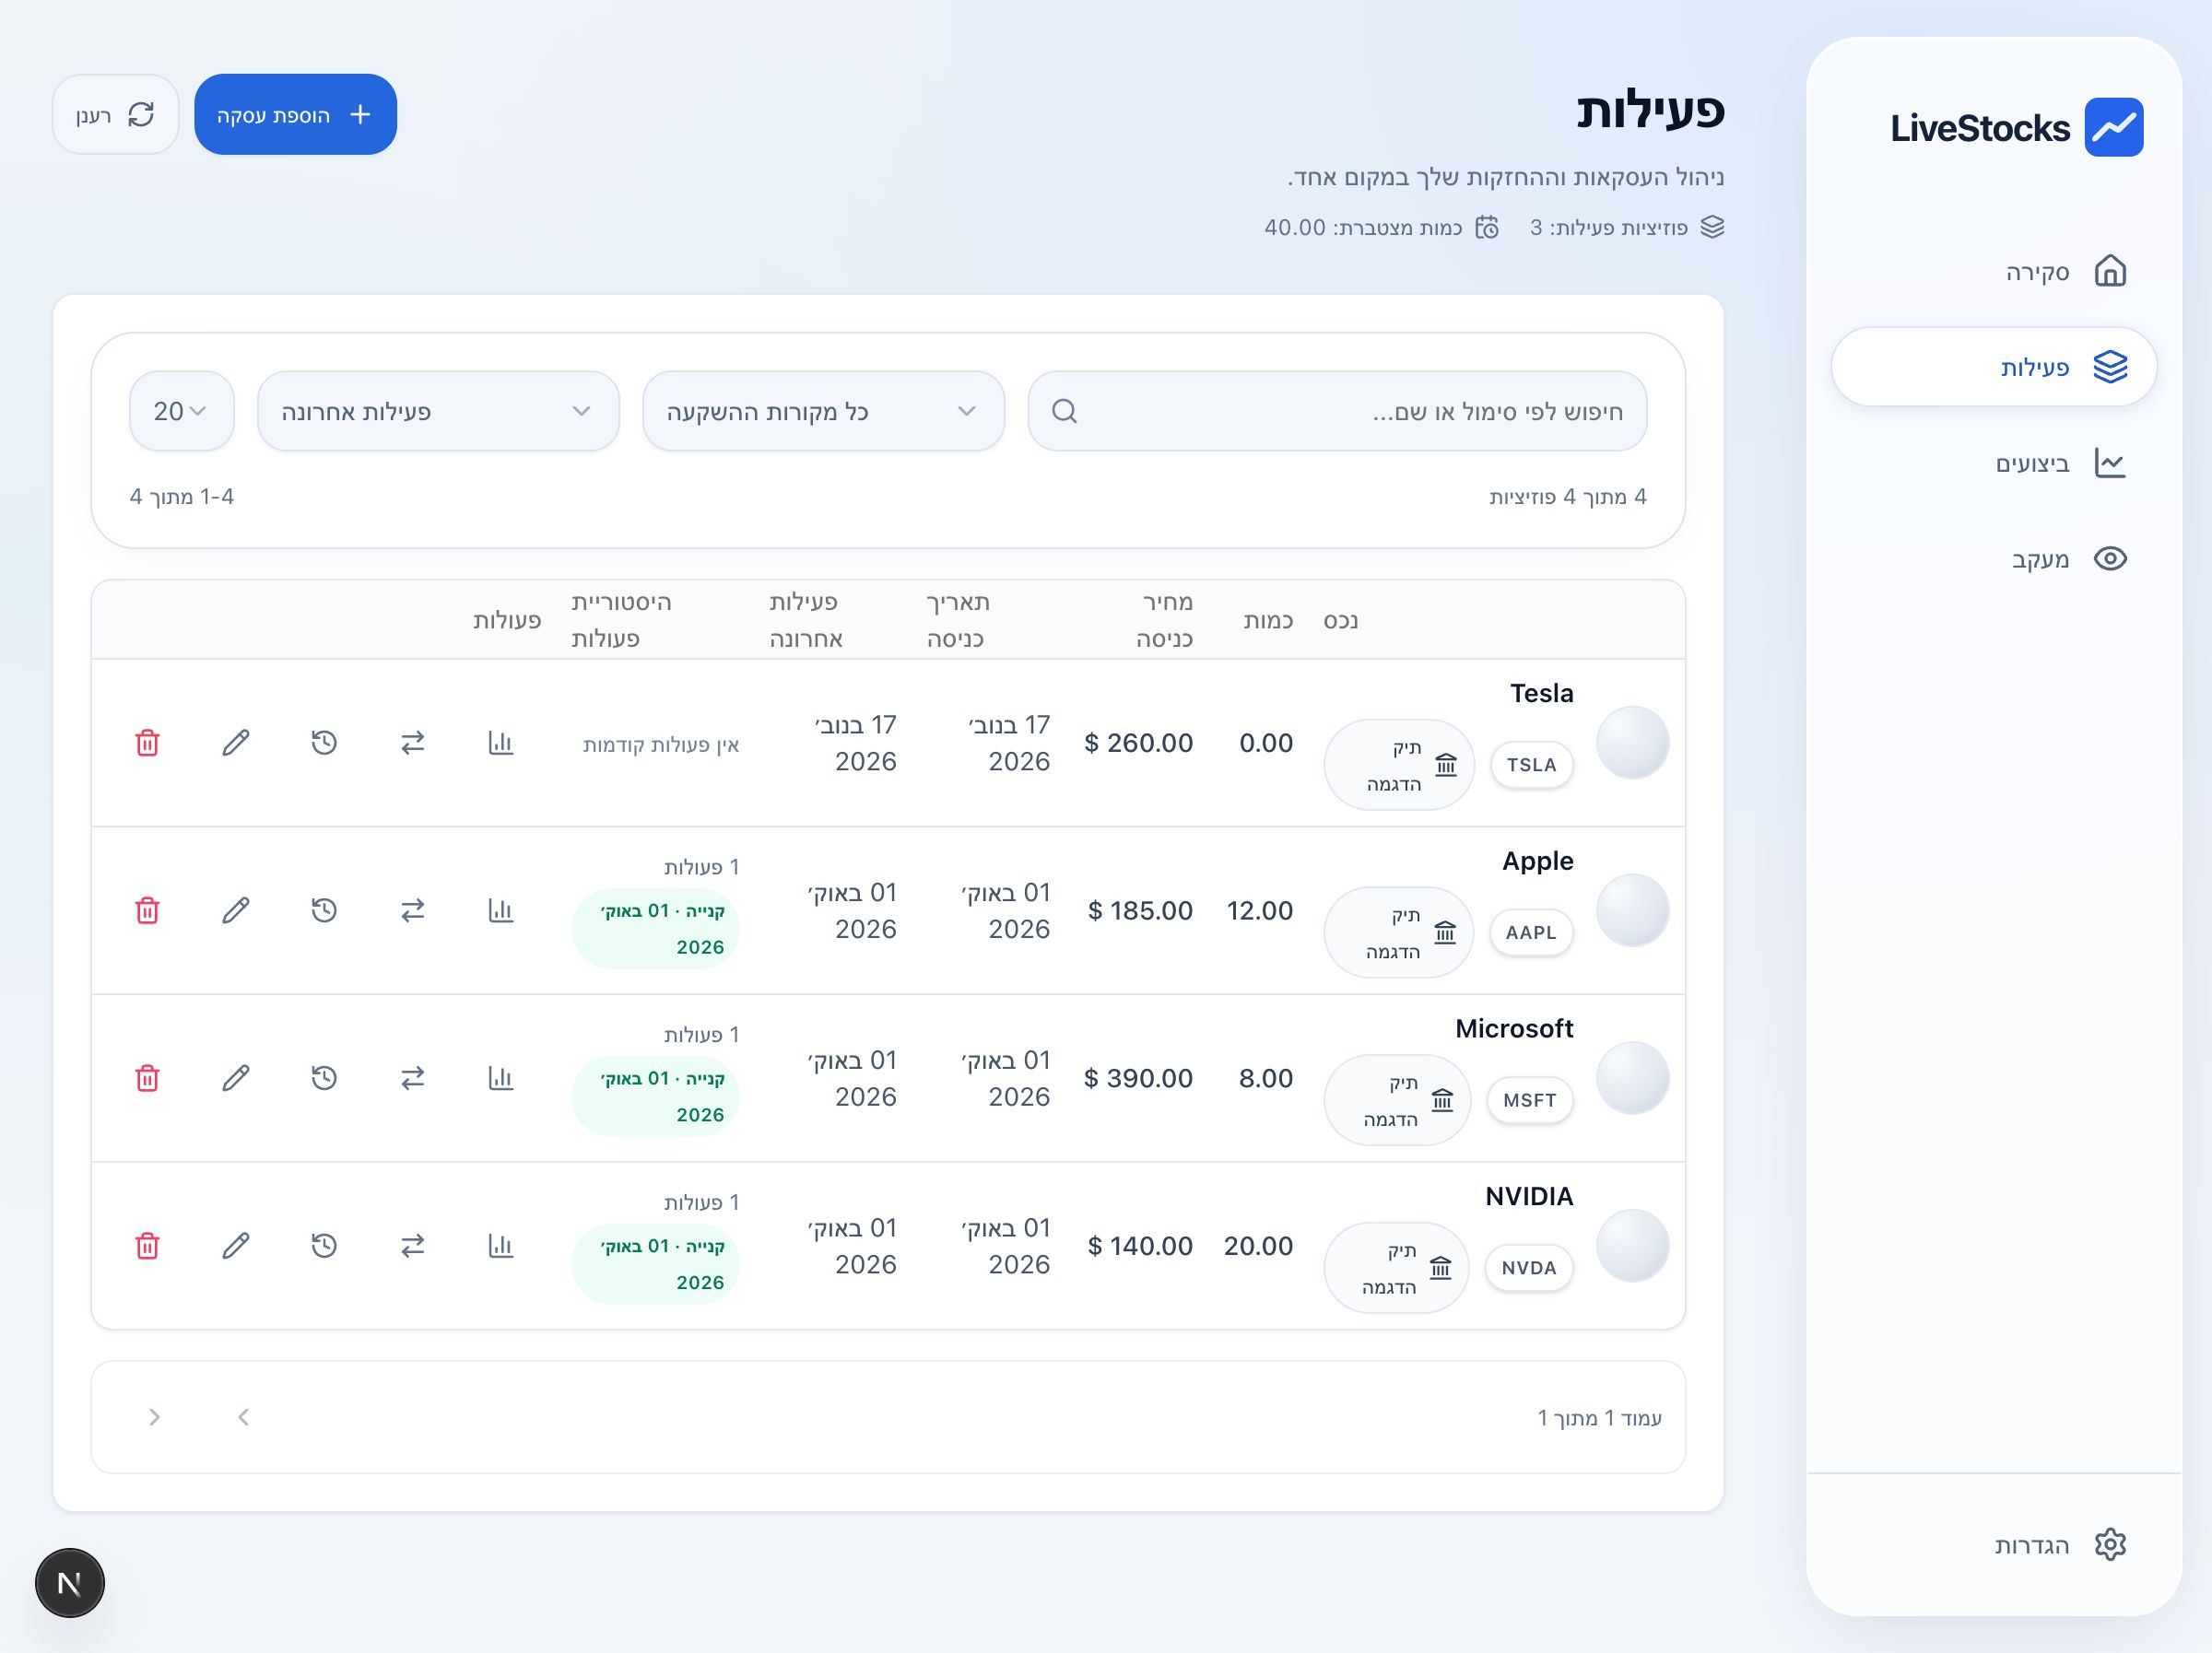 LiveStocks
סקירה
פעילות
ביצועים
מעקב
הגדרות
פעילות
ניהול העסקאות וההחזקות שלך במקום אחד.
פוזיציות פעילות: 3 כמות מצטברת: 40.00
הוספת עסקה
רענן
חיפוש לפי סימול או שם...
כל מקורות ההשקעה
פעילות אחרונה
20
4 מתוך 4 פוזיציות
1-4 מתוך 4
נכס
כמות
מחיר
כניסה
תאריך
כניסה
פעילות
אחרונה
היסטוריית
פעולות
פעולות
Tesla
TSLA
תיק
הדגמה
0.00
$ 260.00
17 בנוב׳
2026
17 בנוב׳
2026
אין פעולות קודמות
Apple
AAPL
תיק
הדגמה
12.00
$ 185.00
01 באוק׳
2026
01 באוק׳
2026
1 פעולות
קנייה · 01 באוק׳
2026
Microsoft
MSFT
תיק
הדגמה
8.00
$ 390.00
01 באוק׳
2026
01 באוק׳
2026
1 פעולות
קנייה · 01 באוק׳
2026
NVIDIA
NVDA
תיק
הדגמה
20.00
$ 140.00
01 באוק׳
2026
01 באוק׳
2026
1 פעולות
קנייה · 01 באוק׳
2026
עמוד 1 מתוך 1
N